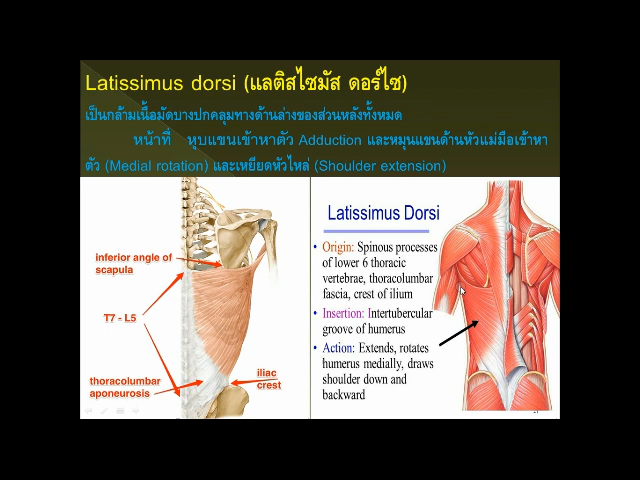 Latissimus dorsi (แลติสไซมัส ดอร์ไซ)
เป็นกล้ามเนื้อมัดบางปกคลุมทางด้านล่างของส่วนหลังทั้งหมด
หน้าที่ หุบแขนเข้าหาตัว Adduction และหมุนแขนด้านหัวแม่มือเข้าหา
ตัว (Medial rotation) และเหยียดหัวไหล่ (Shoulder extension)
inferior angle of
scapula
T7 - L5
thoracolumbar
aponeurosis
iliac
crest
Latissimus Dorsi
• Origin: Spinous processes
of lower 6 thoracic
vertebrae, thoracolumbar
fascia, crest of ilium
• Insertion: Intertubercular
groove of humerus
• Action: Extends, rotates
humerus medially, draws
shoulder down and
backward